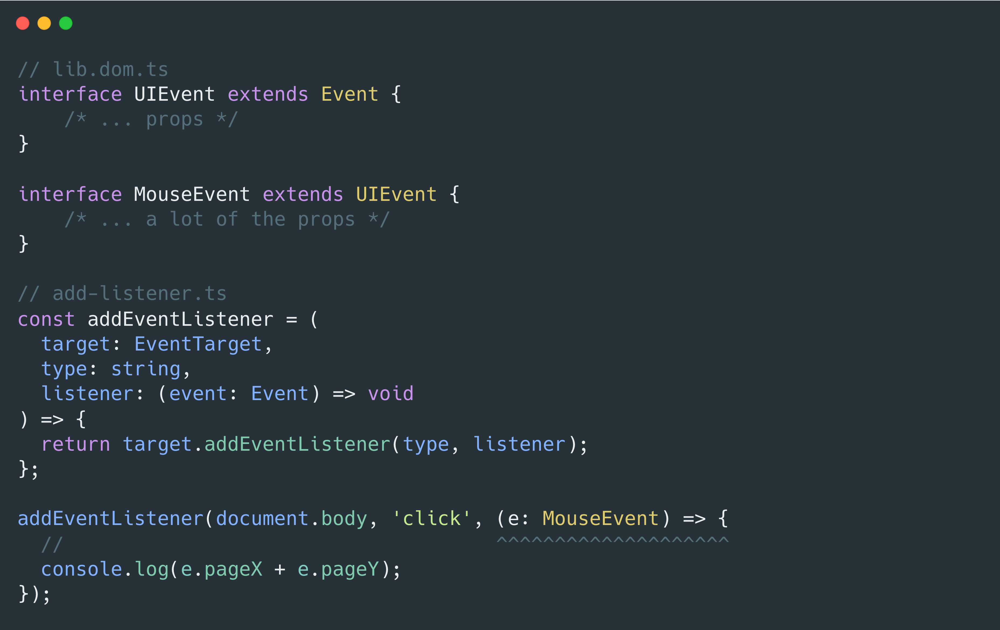 // lib.dom.ts
interface UIEvent extends Event {
    /* ... props */
}

interface MouseEvent extends UIEvent {
    /* ... a lot of the props */
}

// add-listener.ts
const addEventListener = (
  target: EventTarget,
  type: string,
  listener: (event: Event) => void
) => {
  return target.addEventListener(type, listener);
};

addEventListener(document.body, 'click', (e: MouseEvent) => {
  //                                     ^^^^^^^^^^^^^^^^^^^^
  console.log(e.pageX + e.pageY);
});